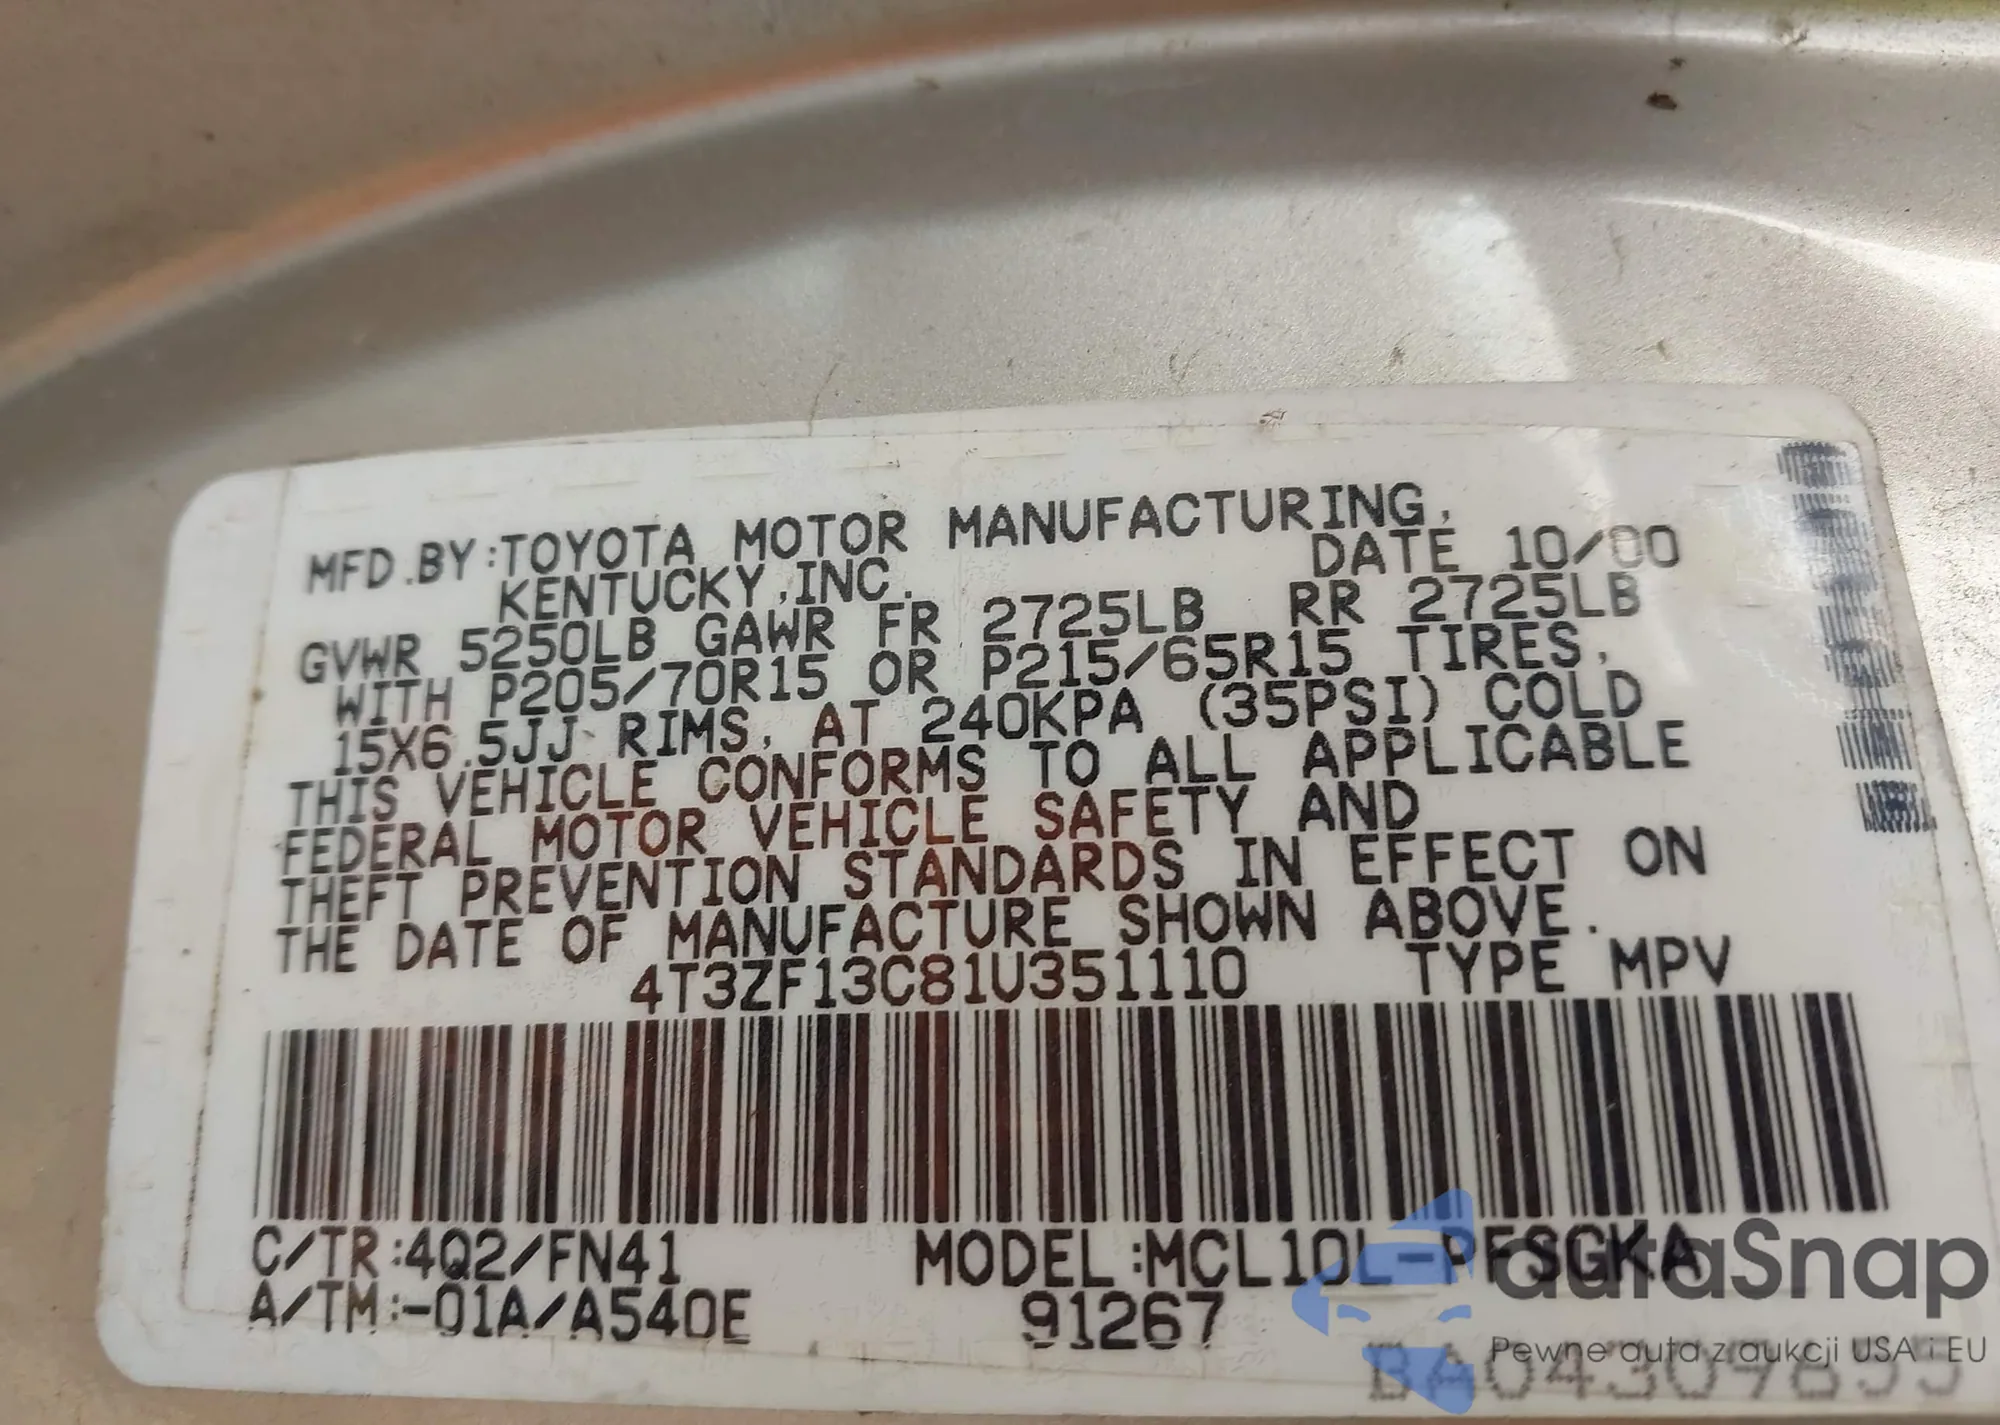 MFD.BY:TOYOTA MOTOR MANUFACTURING,
KENTUCKY,INC. DATE 10/00
GVWR 5250LB GAWR FR 2725LB RR 2725LB
WITH P205/70R15 OR P215/65R15 TIRES,
15X6.5JJ RIMS, AT 240KPA (35PSI) COLD
THIS VEHICLE CONFORMS TO ALL APPLICABLE
FEDERAL MOTOR VEHICLE SAFETY AND
THEFT PREVENTION STANDARDS IN EFFECT ON
THE DATE OF MANUFACTURE SHOWN ABOVE.
4T3ZF13C81U351110 TYPE MPV
C/TR:4Q2/FN41 MODEL:MCL10L-PFSGKA
A/TM:-01A/A540E 91267
autaSnap
Pewne auta z aukcji USA i EU